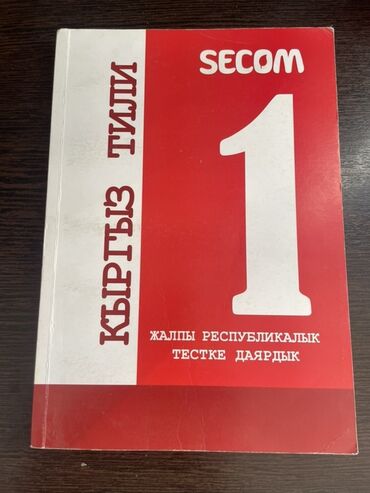 SECOM
КЫРГЫЗ ТИЛИ
1
ЖАЛПЫ РЕСПУБЛИКАЛЫК
ТЕСТКЕ ДАЯРДЫК